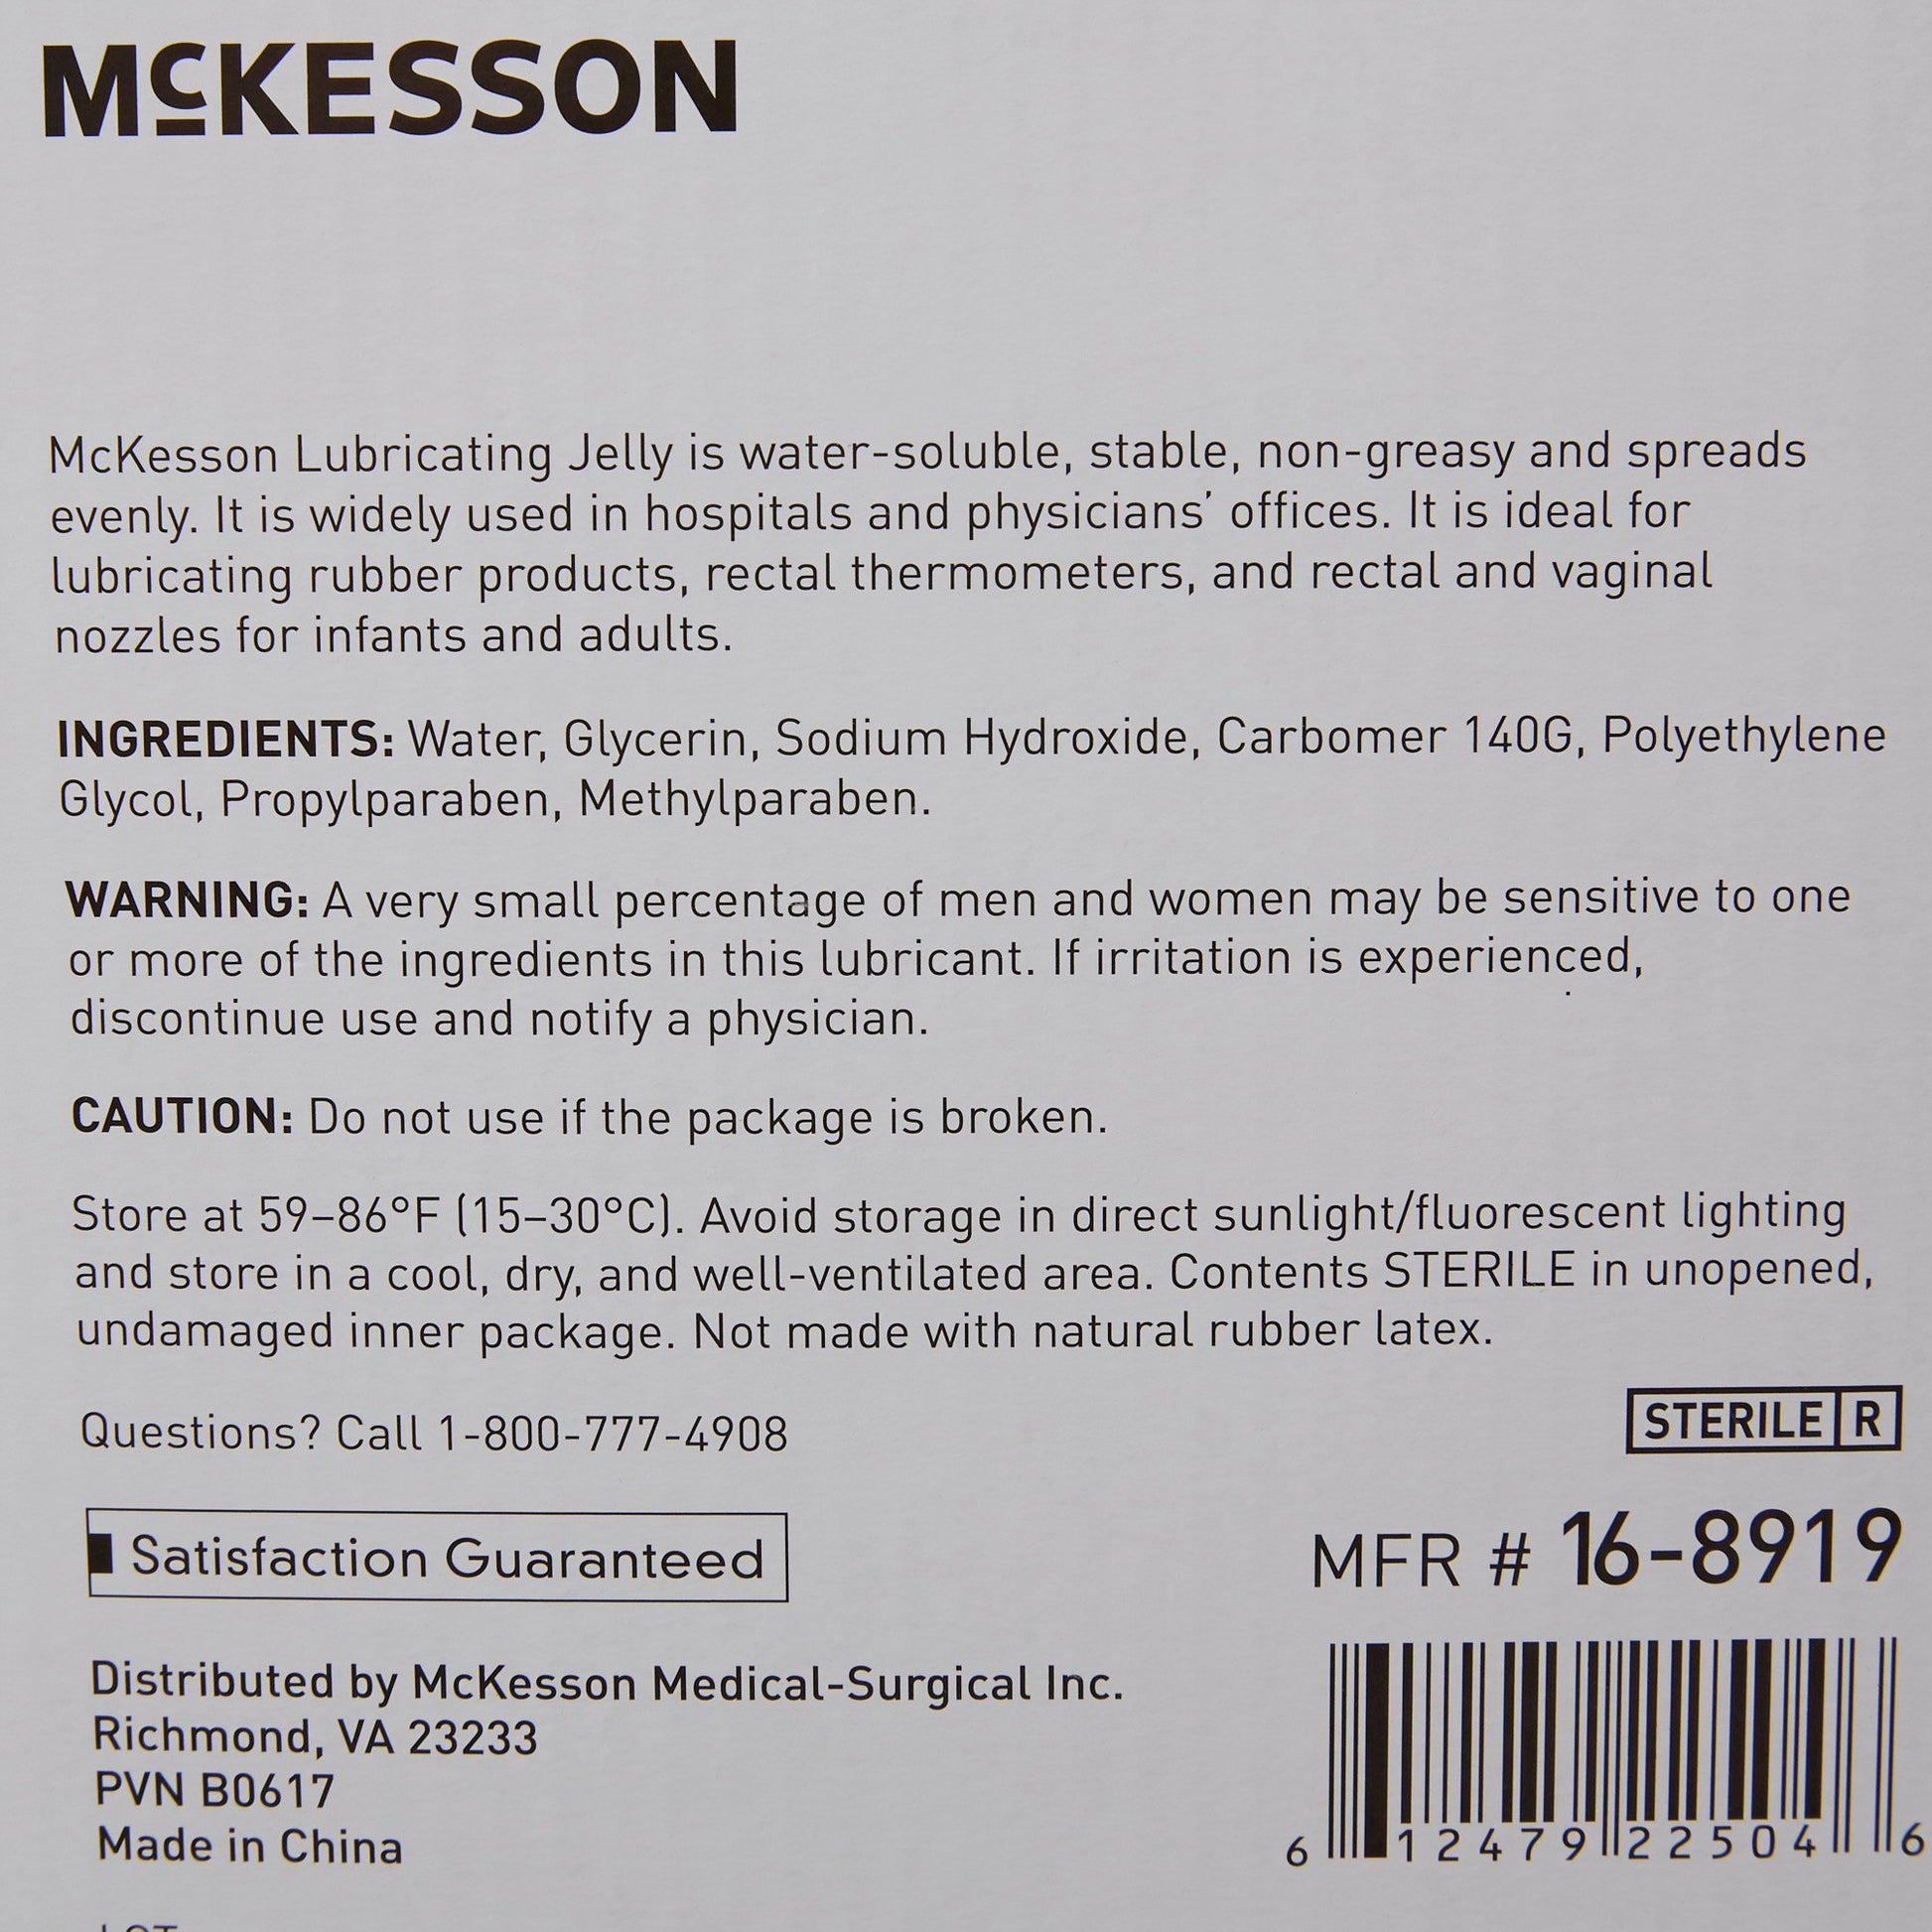 McKESSON
McKesson Lubricating Jelly is water-soluble, stable, non-greasy and spreads
evenly. It is widely used in hospitals and physicians’ offices. It is ideal for
lubricating rubber products, rectal thermometers, and rectal and vaginal
nozzles for infants and adults.
INGREDIENTS: Water, Glycerin, Sodium Hydroxide, Carbomer 140G, Polyethylene
Glycol, Propylparaben, Methylparaben.
WARNING: A very small percentage of men and women may be sensitive to one
or more of the ingredients in this lubricant. If irritation is experienced,
discontinue use and notify a physician.
CAUTION: Do not use if the package is broken.
Store at 59–86°F (15–30°C). Avoid storage in direct sunlight/fluorescent lighting
and store in a cool, dry, and well-ventilated area. Contents STERILE in unopened,
undamaged inner package. Not made with natural rubber latex.
Questions? Call 1-800-777-4908
STERILE R
Satisfaction Guaranteed
MFR # 16-8919
Distributed by McKesson Medical-Surgical Inc.
Richmond, VA 23233
PVN B0617
Made in China
6 12479 22504 6